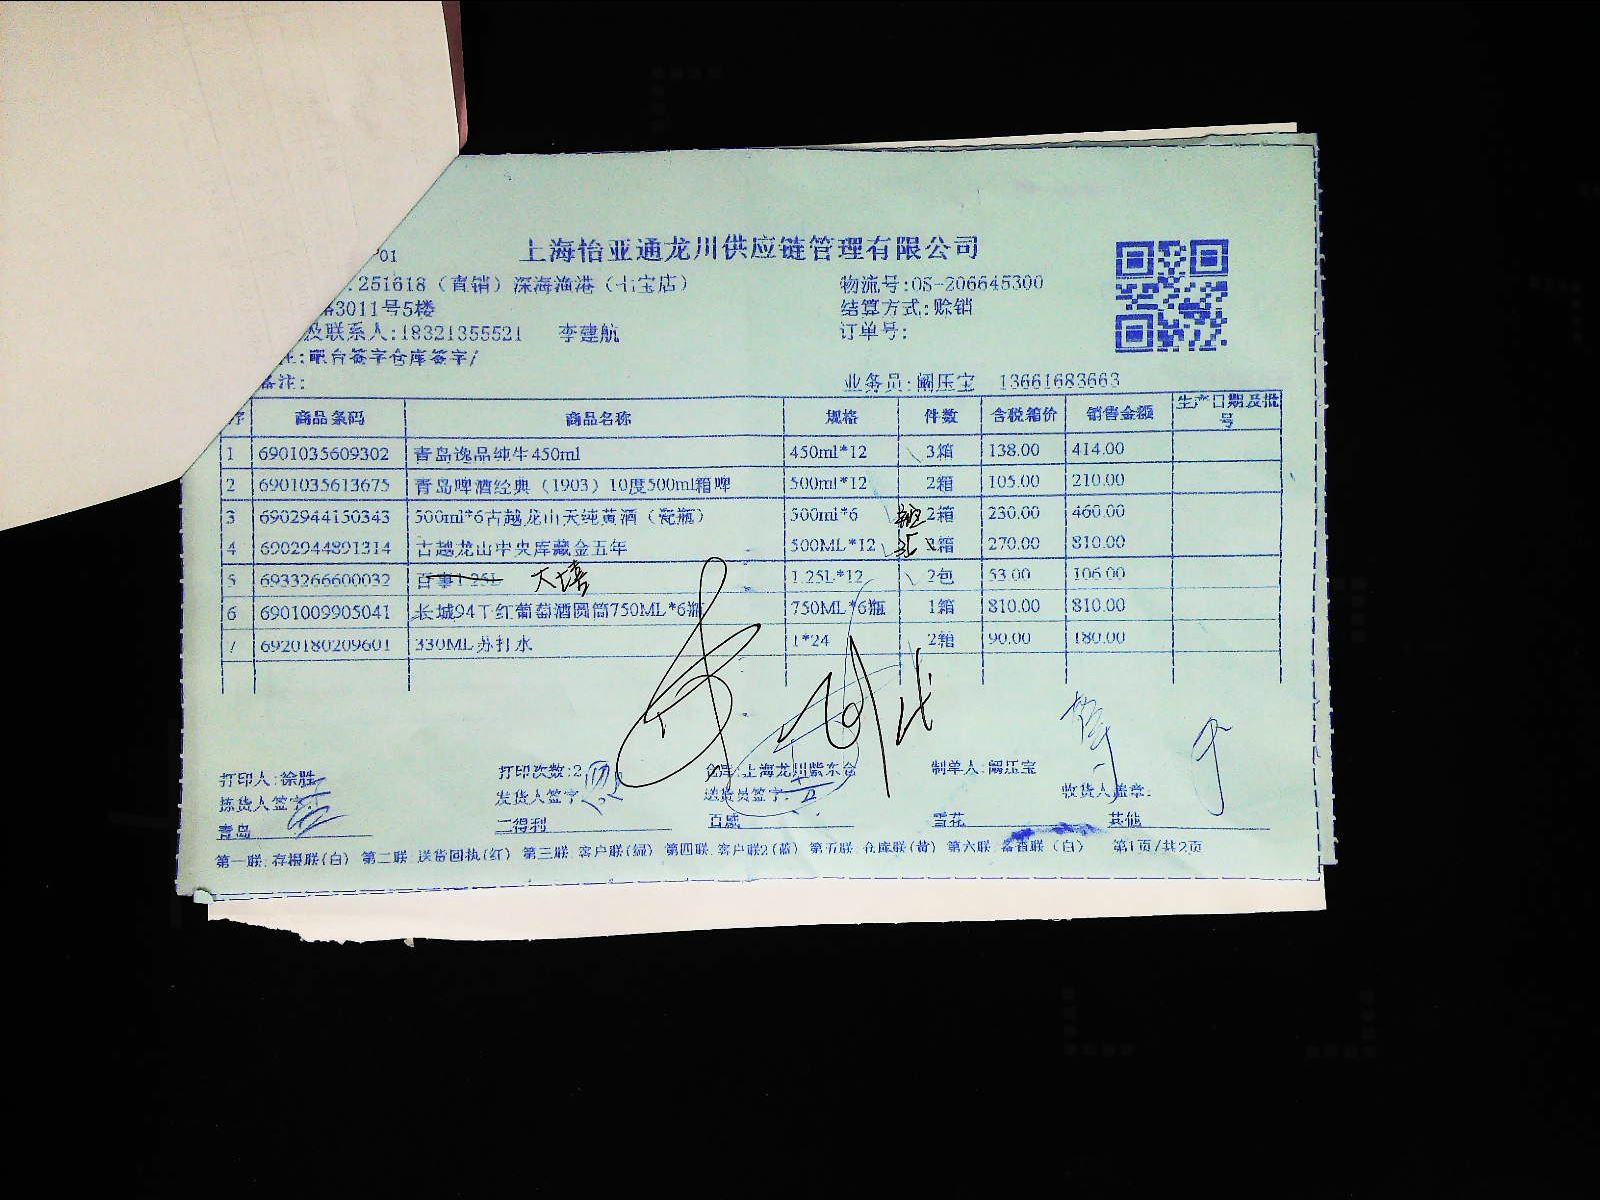 P01 上海怡亚通龙川供应链管理有限公司
251618（直销）深海渔港（七宝店） 物流号:OS-206645300
路3011号5楼 结算方式:赊销
及联系人:18321355521 李建航 订单号:
注:吧台签字仓库签字/
备注: 业务员:阚压宝 13661683663
序 商品条码 商品名称 规格 件数 含税箱价 销售金额 生产日期及批号
1 6901035609302 青岛逸品纯生450ml 450ml*12 3箱 138.00 414.00
2 6901035613675 青岛啤酒经典（1903）10度500ml箱啤 500ml*12 2箱 105.00 210.00
3 6902944150343 500ml*6古越龙山天纯黄酒（瓷瓶） 500ml*6 2箱 230.00 460.00
4 6902944891314 古越龙山中央库藏金五年 500ML*12 箱 270.00 810.00
5 6933266600032 百事1.25L 大 1.25L*12 2包 53.00 106.00
6 6901009905041 长城94干红葡萄酒圆筒750ML*6瓶 750ML*6瓶 1箱 810.00 810.00
7 6920180209601 330ML苏打水 1*24 2箱 90.00 180.00
打印人:徐胜 打印次数:2 仓库:上海龙川紫东仓 制单人:阚压宝
拣货人签字: 发货人签字: 送货员签字: 收货人盖章:
青岛 三得利 百威 雪花 其他
第一联:存根联(白) 第二联:送货回执(红) 第三联:客户联(绿) 第四联:客户联2(蓝) 第五联:仓库联(黄) 第六联:备查联(白) 第1页/共2页